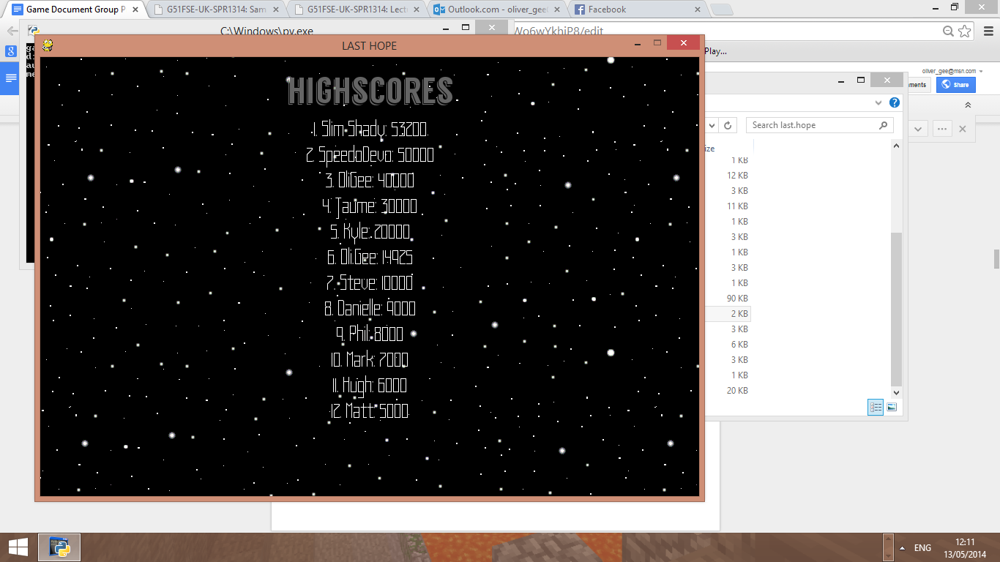 Game Document Group P
G51FSE-UK-SPR1314: Sam
G51FSE-UK-SPR1314: Lect
Outlook.com - oliver_gee
Facebook
C:\Windows\py.exe
Wo6wYkhiP8/edit
LAST HOPE
Play...
oliver_gee@msn.com
ments
Share
HIGHSCORES
1. Slim Shady: 53200
2. SpeedoDevo: 50000
3. OliGee: 40000
4. Jaume: 30000
5. Kyle: 20000
6. Oli.Gee: 14925
7. Steve: 10000
8. Danielle: 9000
9. Phil: 8000
10. Mark: 7000
11. Hugh: 6000
12. Matt: 5000
Search last.hope
ize
1 KB
12 KB
3 KB
11 KB
1 KB
3 KB
1 KB
3 KB
1 KB
90 KB
2 KB
3 KB
6 KB
3 KB
1 KB
20 KB
ENG
12:11
13/05/2014